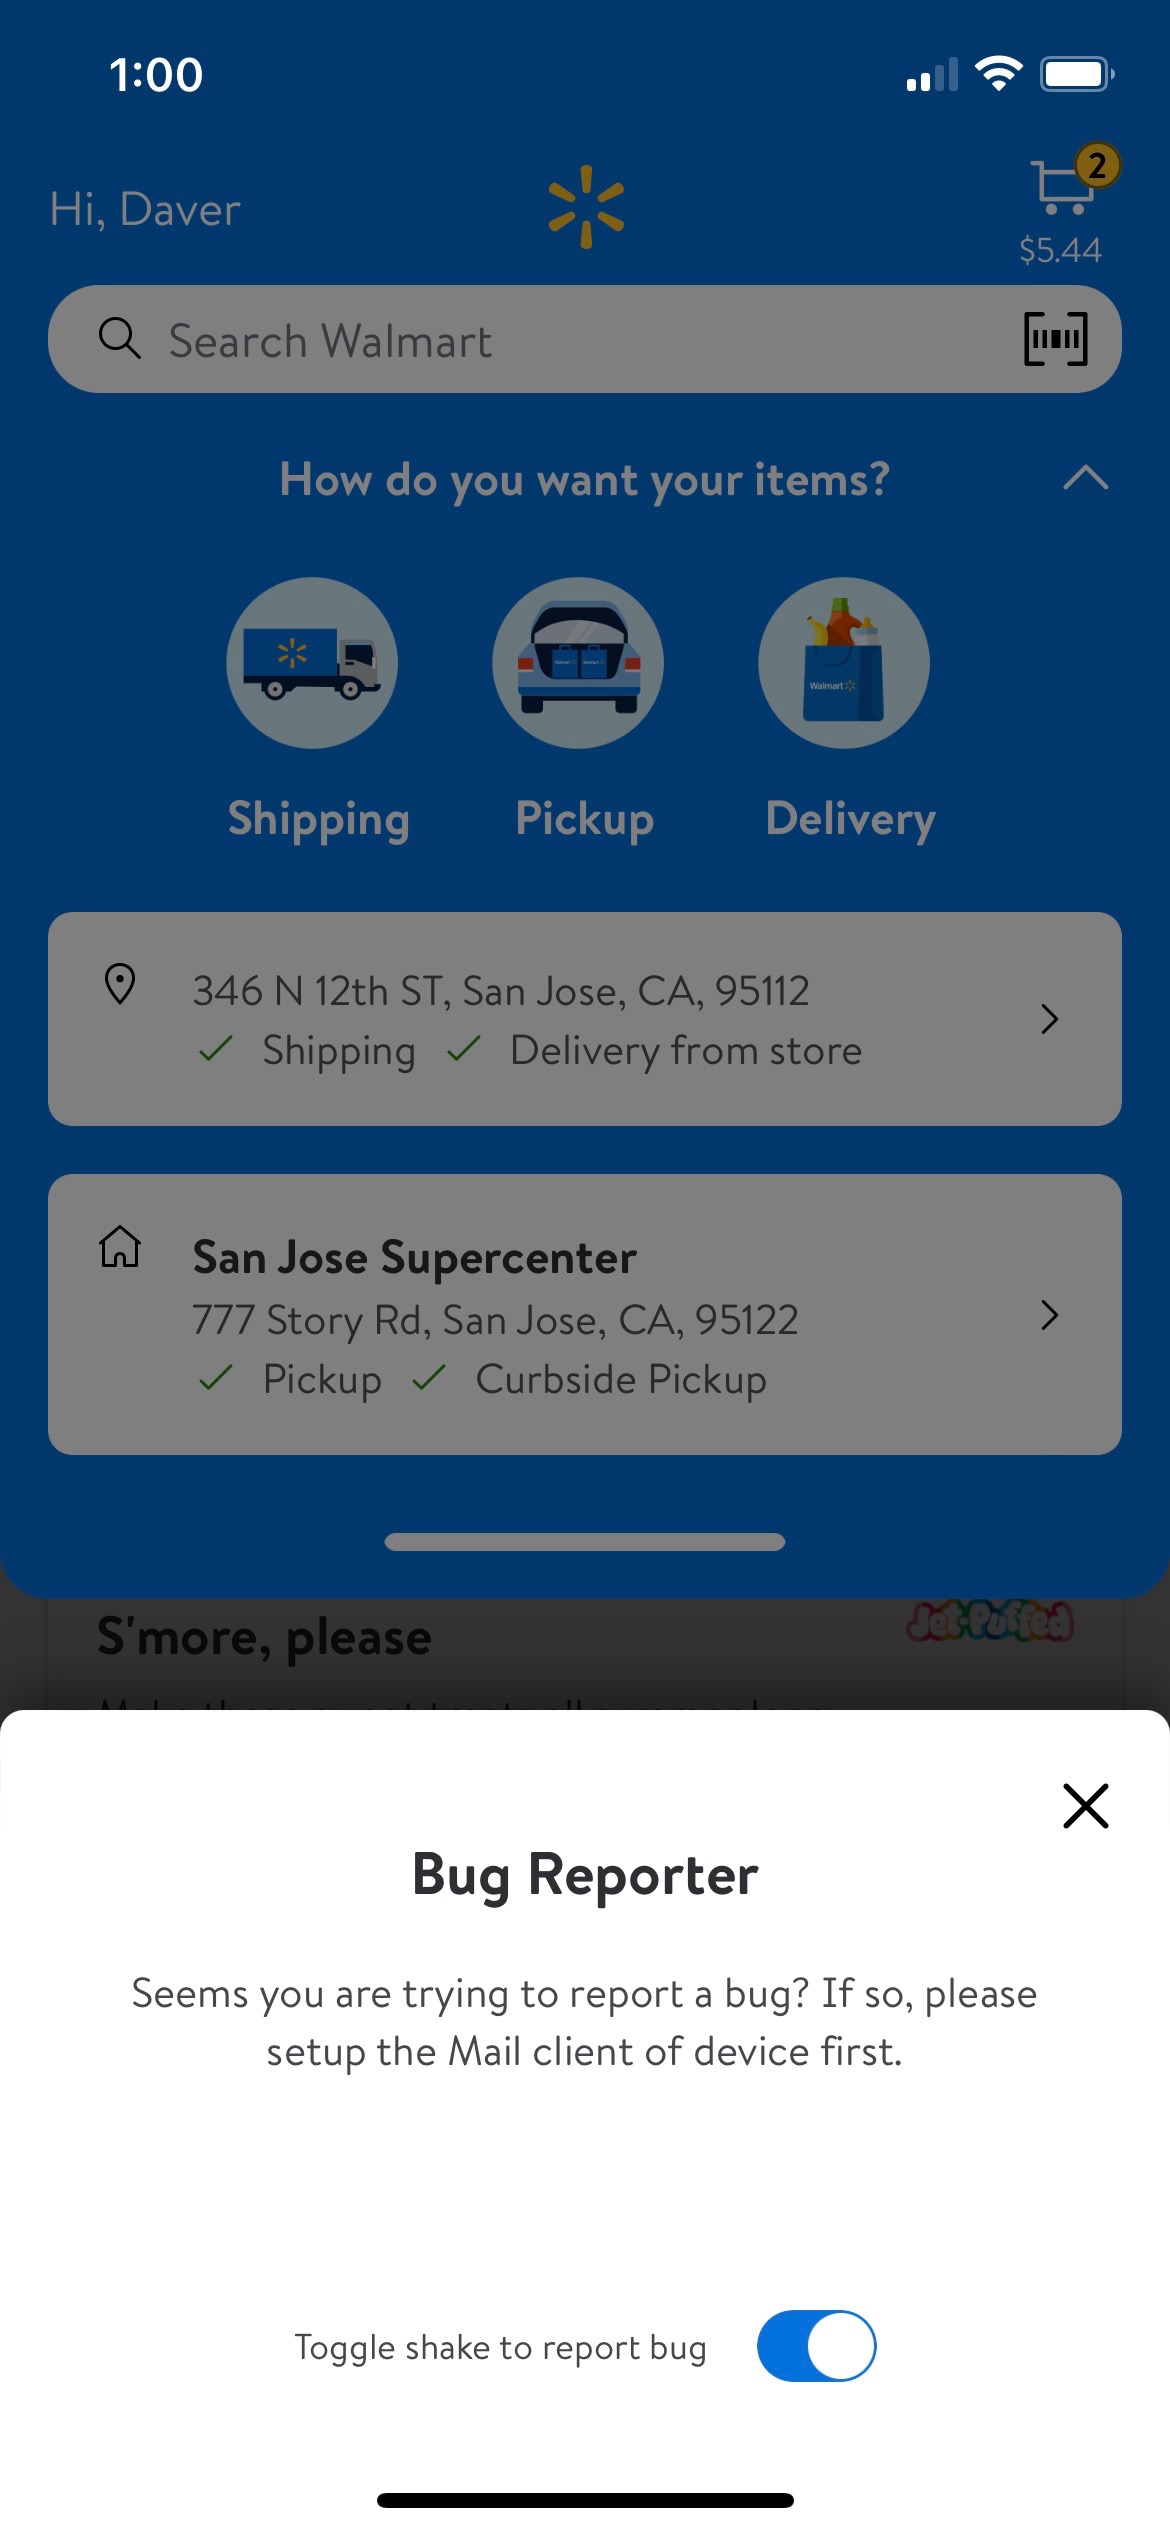 1:00
Hi, Daver
2
$5.44
Search Walmart
How do you want your items?
Walmart
Shipping
Pickup
Delivery
346 N 12th ST, San Jose, CA, 95112
Shipping
Delivery from store
San Jose Supercenter
777 Story Rd, San Jose, CA, 95122
Pickup
Curbside Pickup
S'more, please
Jet-Puffed
Bug Reporter
Seems you are trying to report a bug? If so, please
setup the Mail client of device first.
Toggle shake to report bug